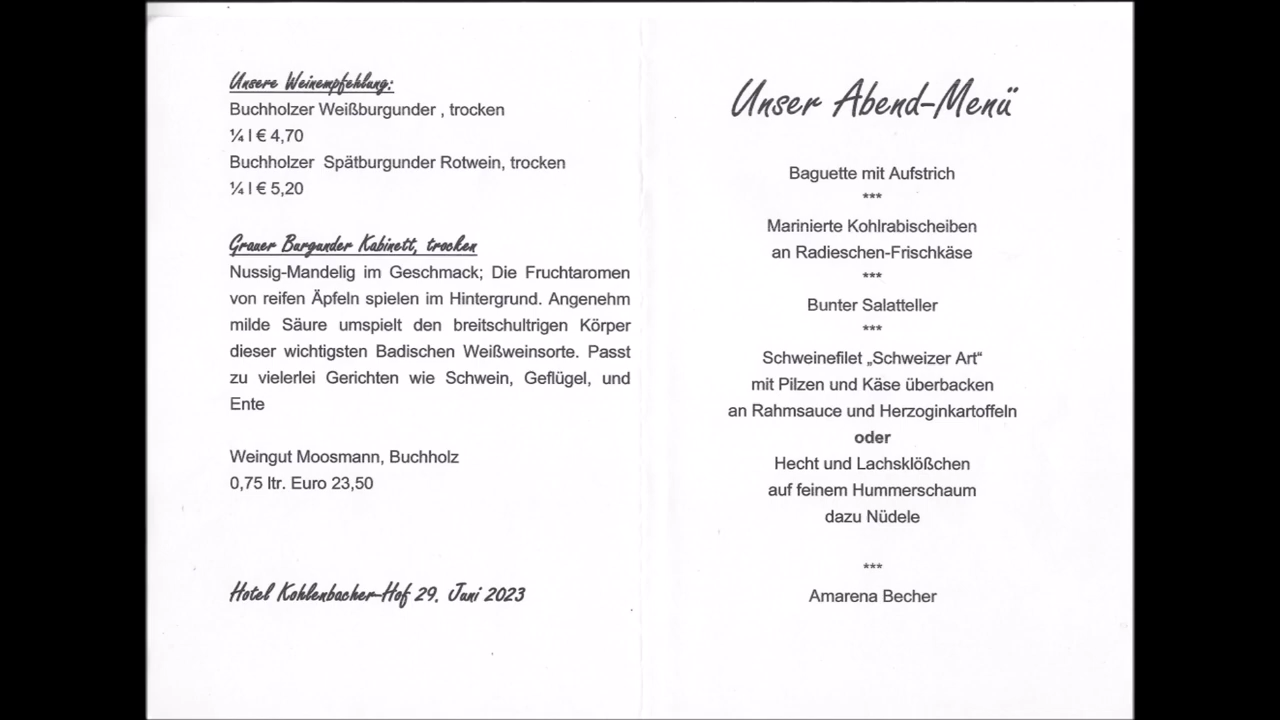 Unsere Weinempfehlung:
Buchholzer Weißburgunder , trocken
¼ l € 4,70
Buchholzer Spätburgunder Rotwein, trocken
¼ l € 5,20
Grauer Burgunder Kabinett, trocken
Nussig-Mandelig im Geschmack; Die Fruchtaromen
von reifen Äpfeln spielen im Hintergrund. Angenehm
milde Säure umspielt den breitschultrigen Körper
dieser wichtigsten Badischen Weißweinsorte. Passt
zu vielerlei Gerichten wie Schwein, Geflügel, und
Ente
Weingut Moosmann, Buchholz
0,75 ltr. Euro 23,50
Hotel Kohlenbacher-Hof 29. Juni 2023
Unser Abend-Menü
Baguette mit Aufstrich
***
Marinierte Kohlrabischeiben
an Radieschen-Frischkäse
***
Bunter Salatteller
***
Schweinefilet „Schweizer Art“
mit Pilzen und Käse überbacken
an Rahmsauce und Herzoginkartoffeln
oder
Hecht und Lachsklößchen
auf feinem Hummerschaum
dazu Nüdele
***
Amarena Becher